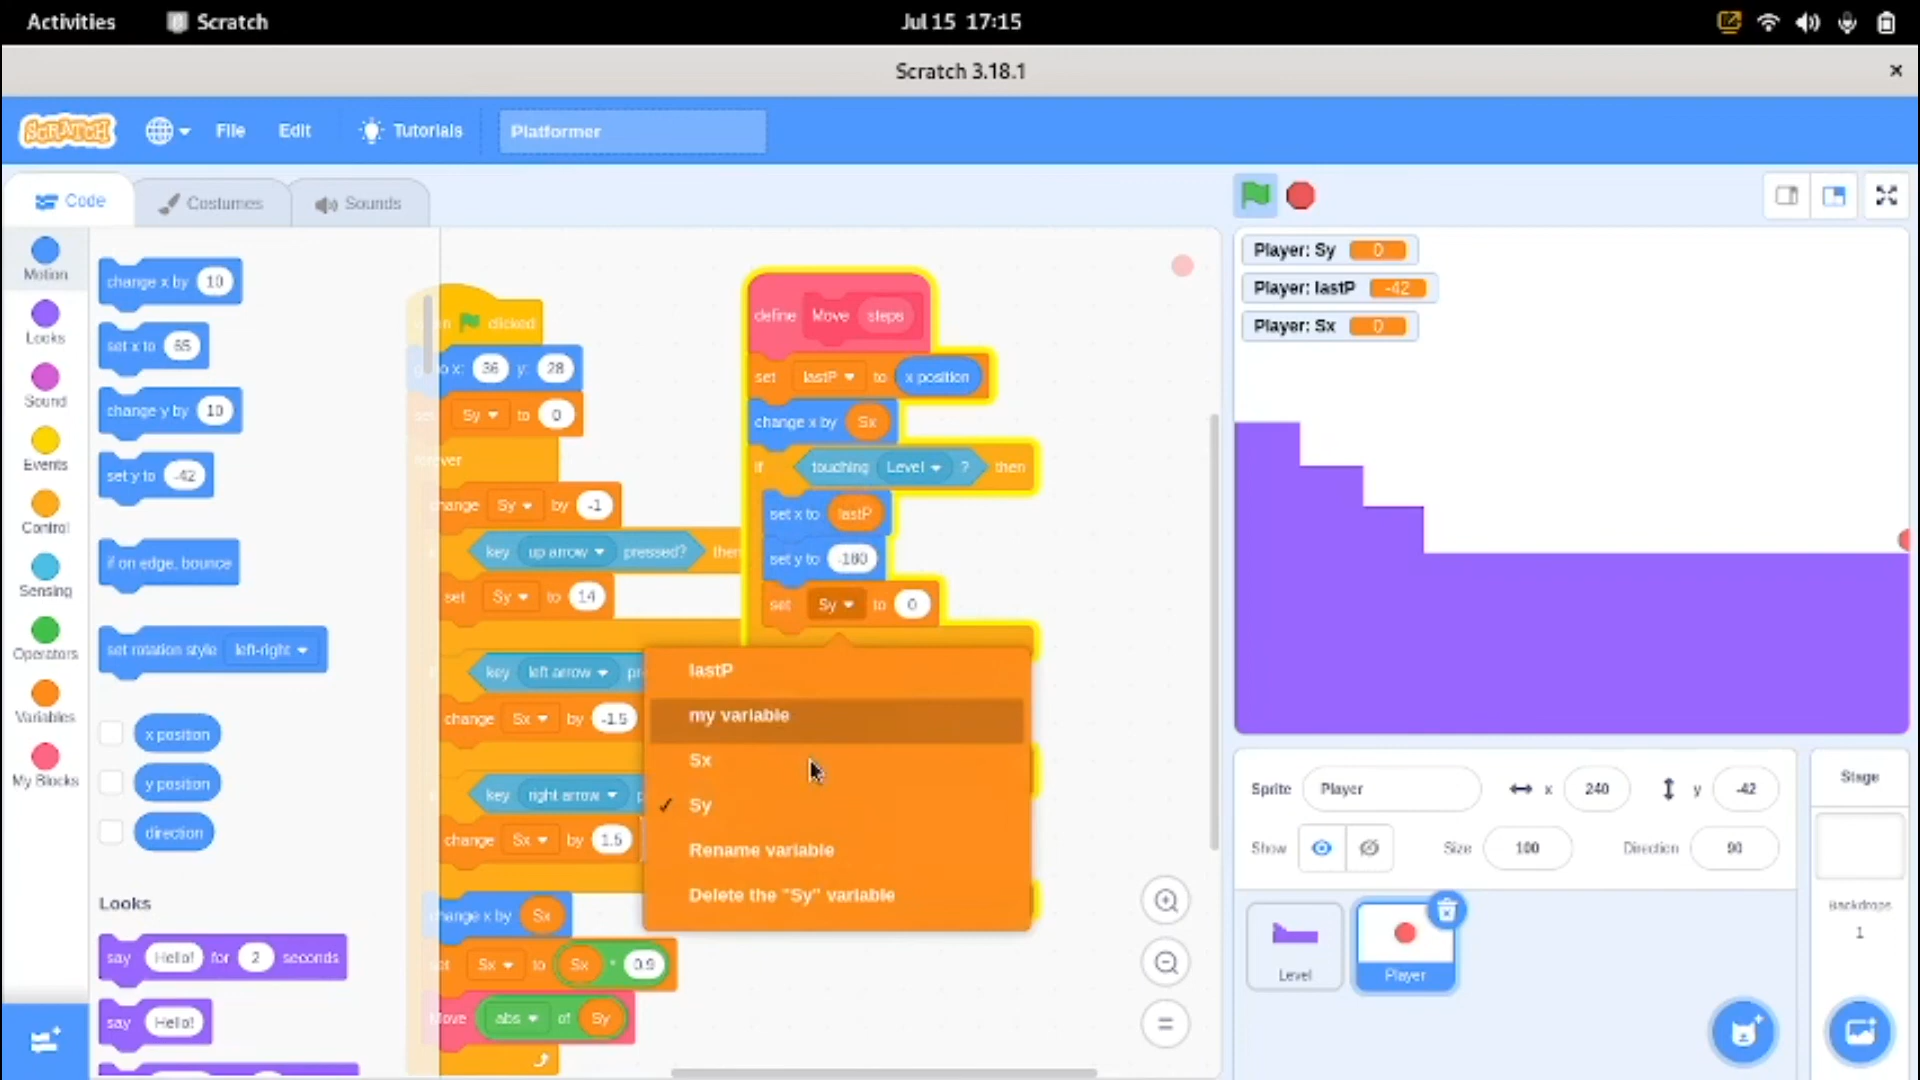 Activities Scratch Jul 15 17:15
Scratch 3.18.1 ×
SCRATCH File Edit Tutorials Platformer
Code Costumes Sounds
Motion
Looks
Sound
Events
Control
Sensing
Operators
Variables
My Blocks
change x by 10
set x to 65
change y by 10
set y to -42
if on edge, bounce
set rotation style left-right
x position
y position
direction
Looks
say Hello! for 2 seconds
say Hello!
clicked
x: 36 y: 28
Sy to 0
change Sy by -1
key up arrow pressed? then
set Sy to 14
key left arrow
change Sx by -1.5
key right arrow
change Sx by 1.5
change x by Sx
Sx to Sx * 0.9
Move abs of Sy
define Move steps
set lastP to x position
change x by Sx
if touching Level ? then
set x to lastP
set y to -180
set Sy to 0
lastP
my variable
Sx
✓ Sy
Rename variable
Delete the "Sy" variable
Player: Sy 0
Player: lastP -42
Player: Sx 0
Sprite Player x 240 y -42
Show Size 100 Direction 90
Level
Player
Stage
Backdrops
1